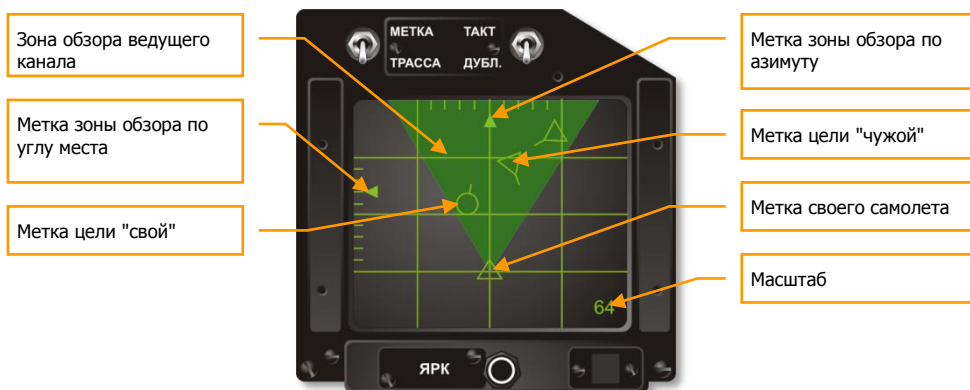 Зона обзора ведущего
канала
Метка зоны обзора по
углу места
Метка цели "свой"
МЕТКА ТАКТ
ТРАССА ДУБЛ.
64
ЯРК
Метка зоны обзора по
азимуту
Метка цели "чужой"
Метка своего самолета
Масштаб